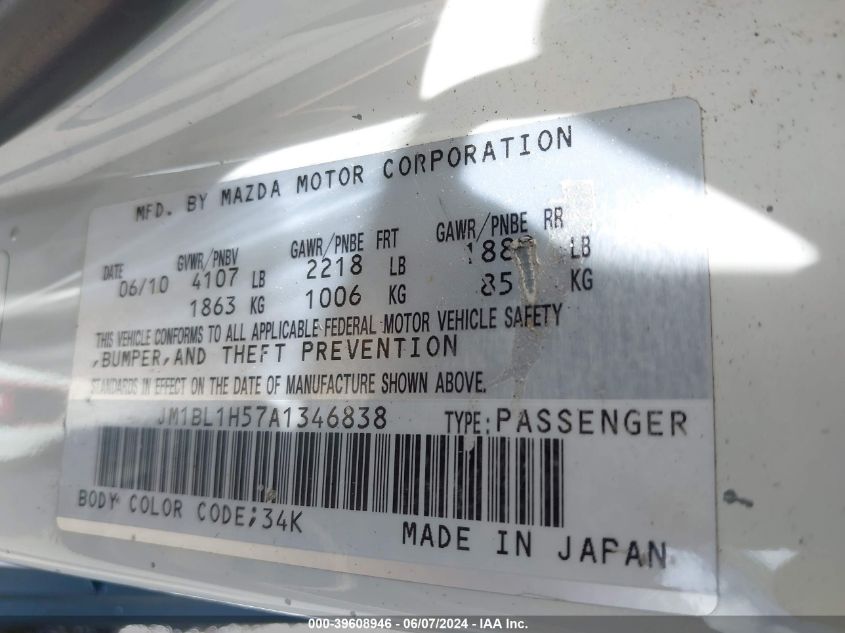 MFD. BY MAZDA MOTOR CORPORATION
DATE GVWR/PNBV GAWR/PNBE FRT GAWR/PNBE RR
06/10 4107 LB 2218 LB LB
1863 KG 1006 KG KG
THIS VEHICLE CONFORMS TO ALL APPLICABLE FEDERAL MOTOR VEHICLE SAFETY
,BUMPER,AND THEFT PREVENTION
STANDARDS IN EFFECT ON THE DATE OF MANUFACTURE SHOWN ABOVE.
JM1BL1H57A1346838 TYPE:PASSENGER
BODY COLOR CODE;34K
MADE IN JAPAN
000-39608946 - 06/07/2024 - IAA Inc.